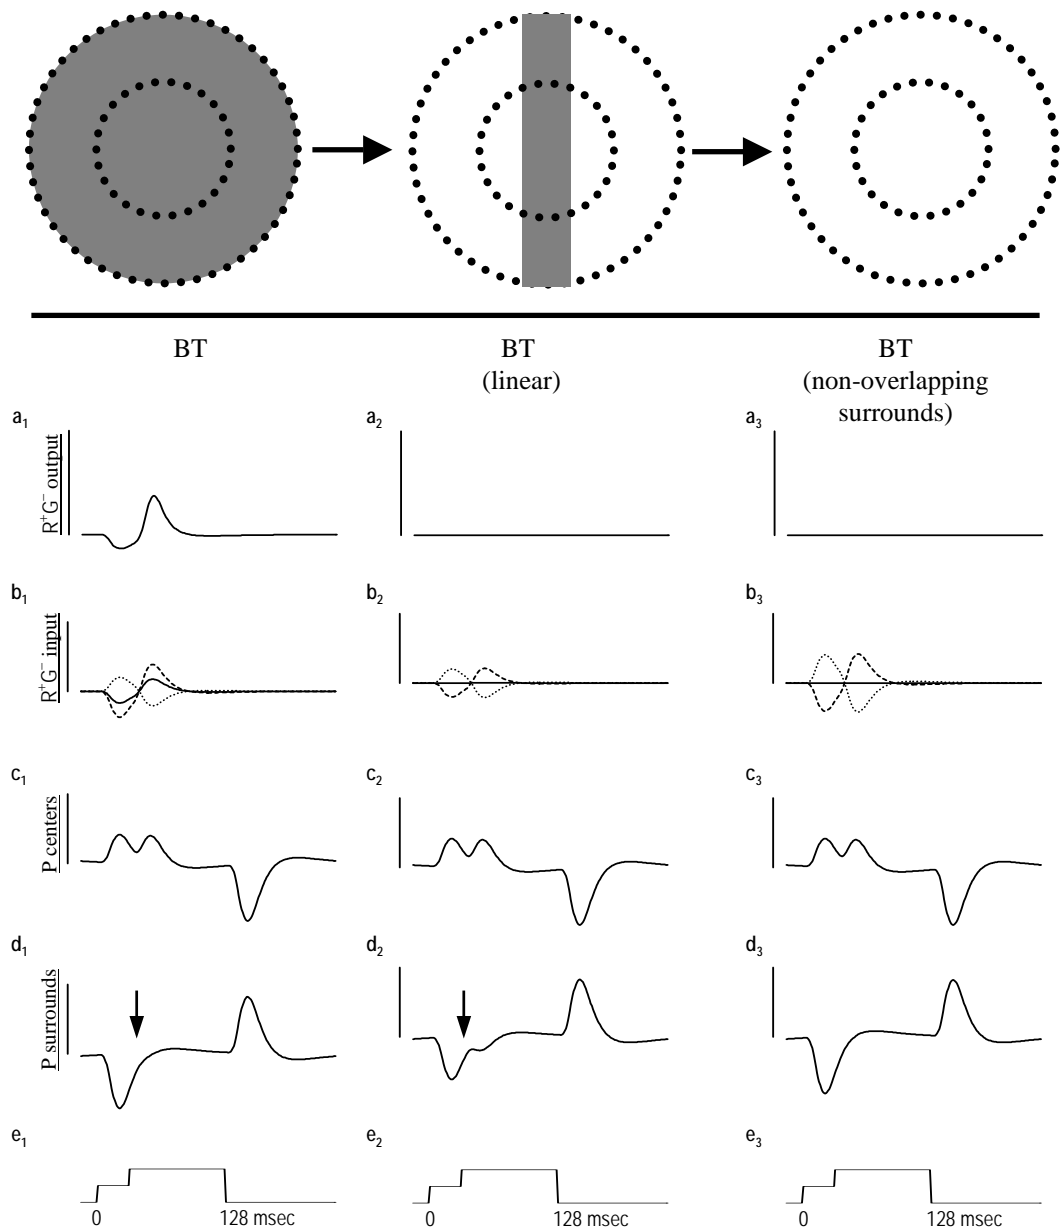 BT BT BT
(linear) (non-overlapping
surrounds)
a1 a2 a3
R+G− output
b1 b2 b3
R+G− input
c1 c2 c3
P centers
d1 d2 d3
P surrounds
e1 e2 e3
0 128 msec 0 128 msec 0 128 msec